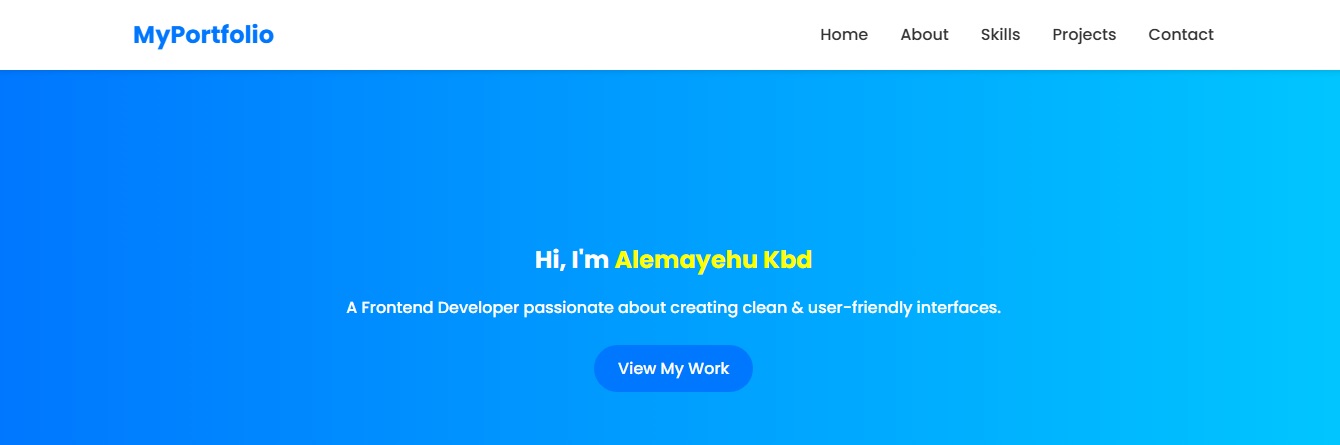 MyPortfolio
Home About Skills Projects Contact
Hi, I'm Alemayehu Kbd
A Frontend Developer passionate about creating clean & user-friendly interfaces.
View My Work